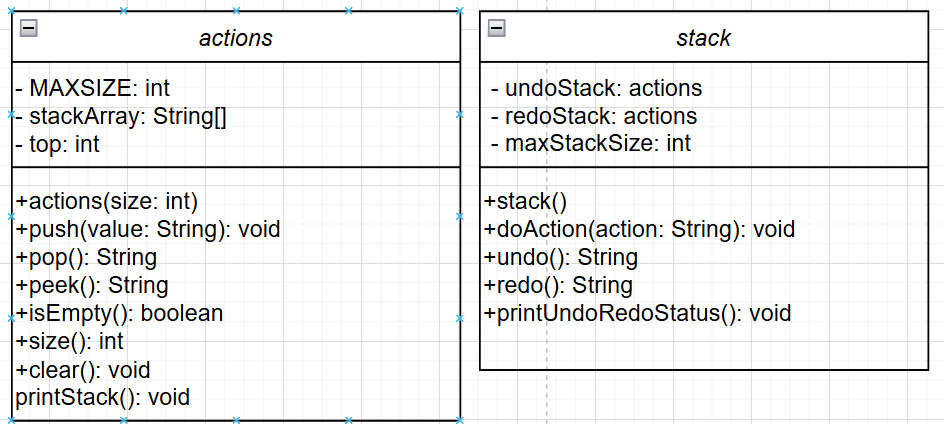 actions
- MAXSIZE: int
- stackArray: String[]
- top: int
+actions(size: int)
+push(value: String): void
+pop(): String
+peek(): String
+isEmpty(): boolean
+size(): int
+clear(): void
printStack(): void
stack
- undoStack: actions
- redoStack: actions
- maxStackSize: int
+stack()
+doAction(action: String): void
+undo(): String
+redo(): String
+printUndoRedoStatus(): void